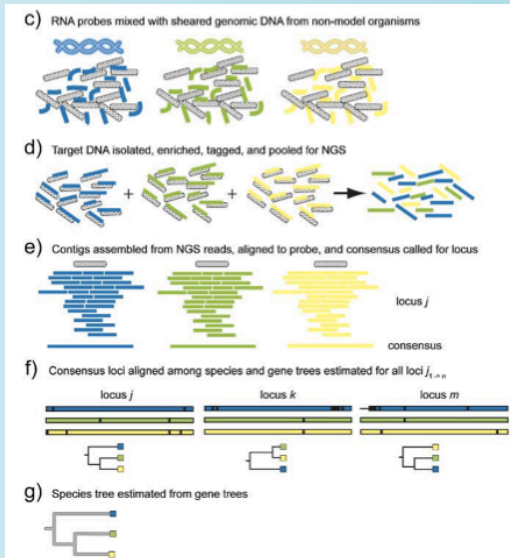 c) RNA probes mixed with sheared genomic DNA from non-model organisms
d) Target DNA isolated, enriched, tagged, and pooled for NGS
+ +
e) Contigs assembled from NGS reads, aligned to probe, and consensus called for locus
locus j
consensus
f) Consensus loci aligned among species and gene trees estimated for all loci j1->n
locus j locus k locus m
g) Species tree estimated from gene trees